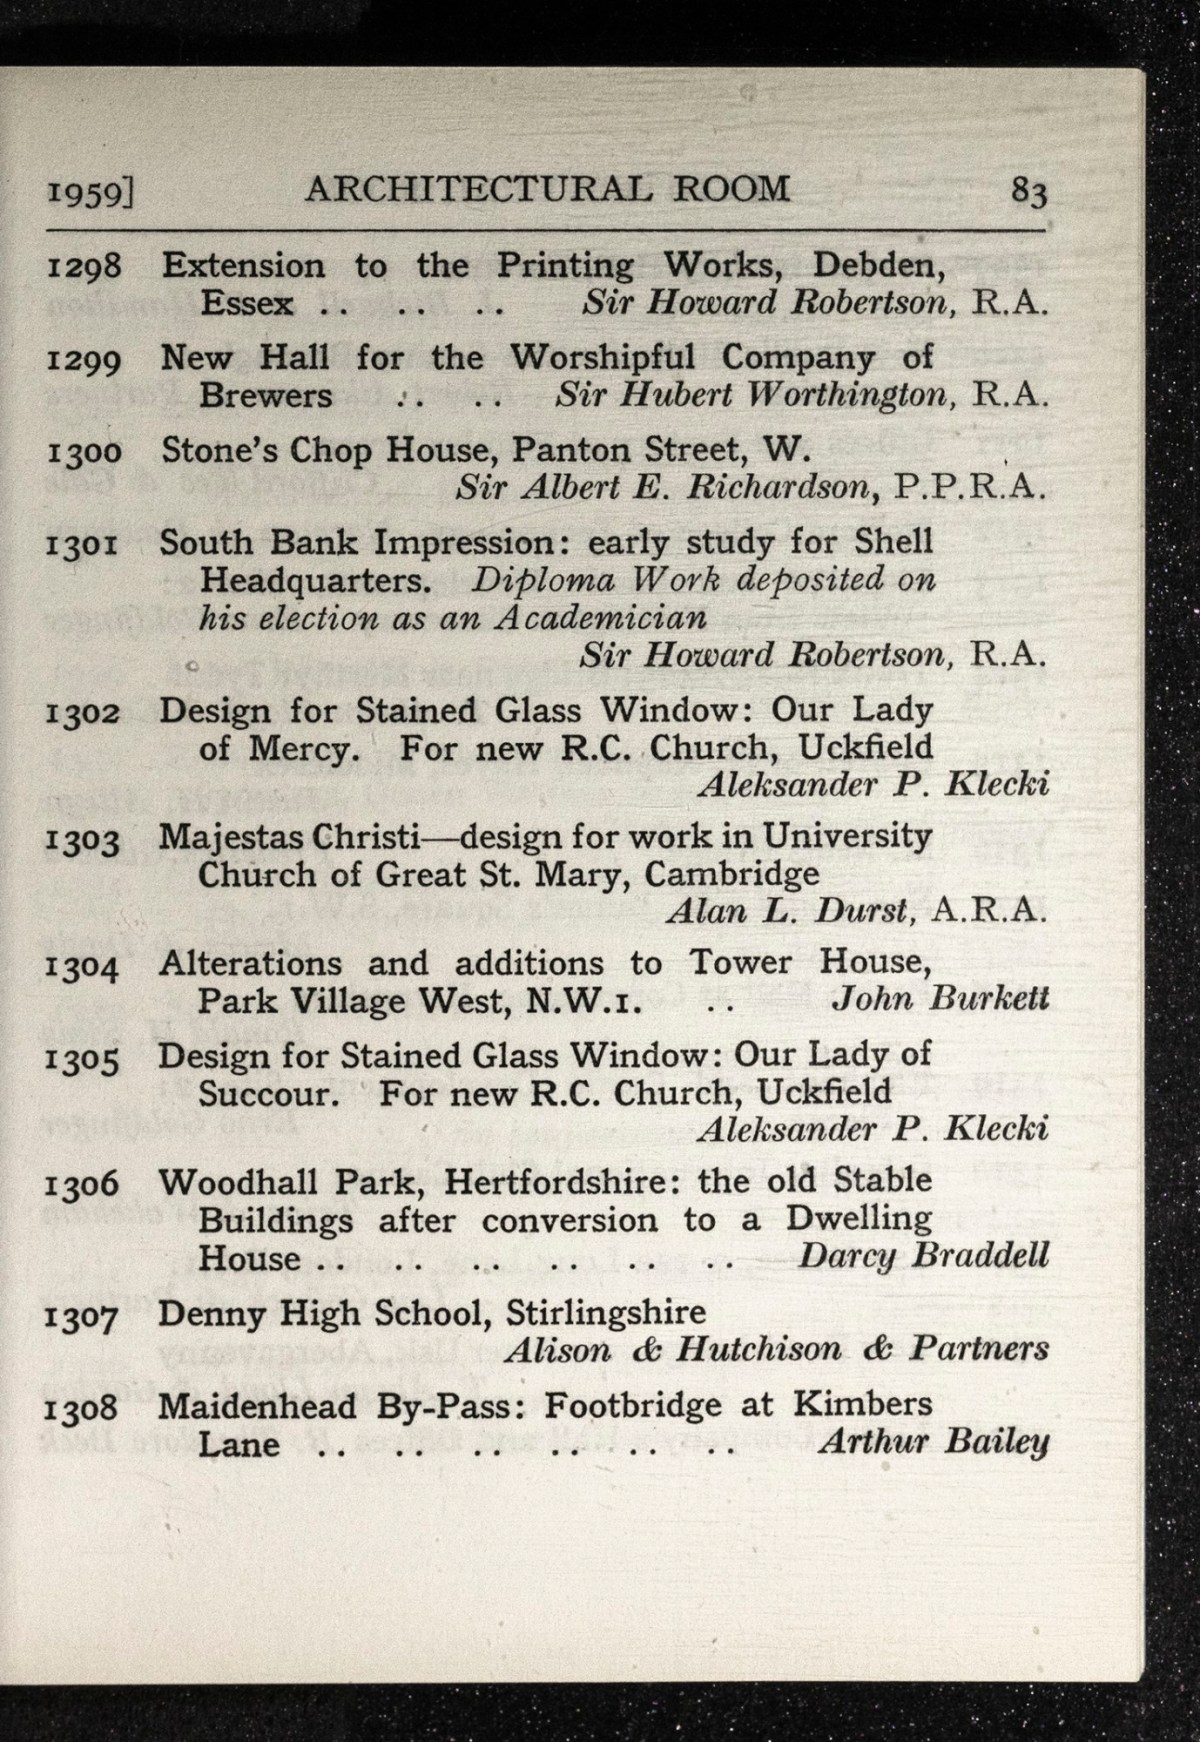 1959] ARCHITECTURAL ROOM 83
1298 Extension to the Printing Works, Debden,
Essex .. .. .. Sir Howard Robertson, R.A.
1299 New Hall for the Worshipful Company of
Brewers .. .. Sir Hubert Worthington, R.A.
1300 Stone's Chop House, Panton Street, W.
Sir Albert E. Richardson, P.P.R.A.
1301 South Bank Impression: early study for Shell
Headquarters. Diploma Work deposited on
his election as an Academician
Sir Howard Robertson, R.A.
1302 Design for Stained Glass Window: Our Lady
of Mercy. For new R.C. Church, Uckfield
Aleksander P. Klecki
1303 Majestas Christi—design for work in University
Church of Great St. Mary, Cambridge
Alan L. Durst, A.R.A.
1304 Alterations and additions to Tower House,
Park Village West, N.W.1. .. John Burkett
1305 Design for Stained Glass Window: Our Lady of
Succour. For new R.C. Church, Uckfield
Aleksander P. Klecki
1306 Woodhall Park, Hertfordshire: the old Stable
Buildings after conversion to a Dwelling
House .. .. .. .. .. .. Darcy Braddell
1307 Denny High School, Stirlingshire
Alison & Hutchison & Partners
1308 Maidenhead By-Pass: Footbridge at Kimbers
Lane .. .. .. .. .. .. Arthur Bailey